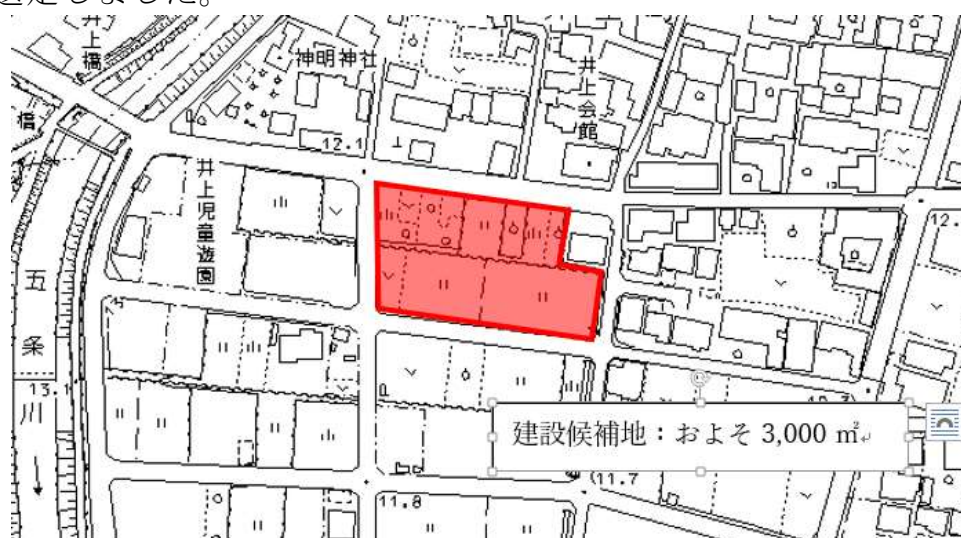 選定しました。
井上橋
神明神社
井上会館
橋
12.1
井上児童遊園
12.
五条川
13.1
建設候補地：およそ 3,000 ㎡
11.7
11.8